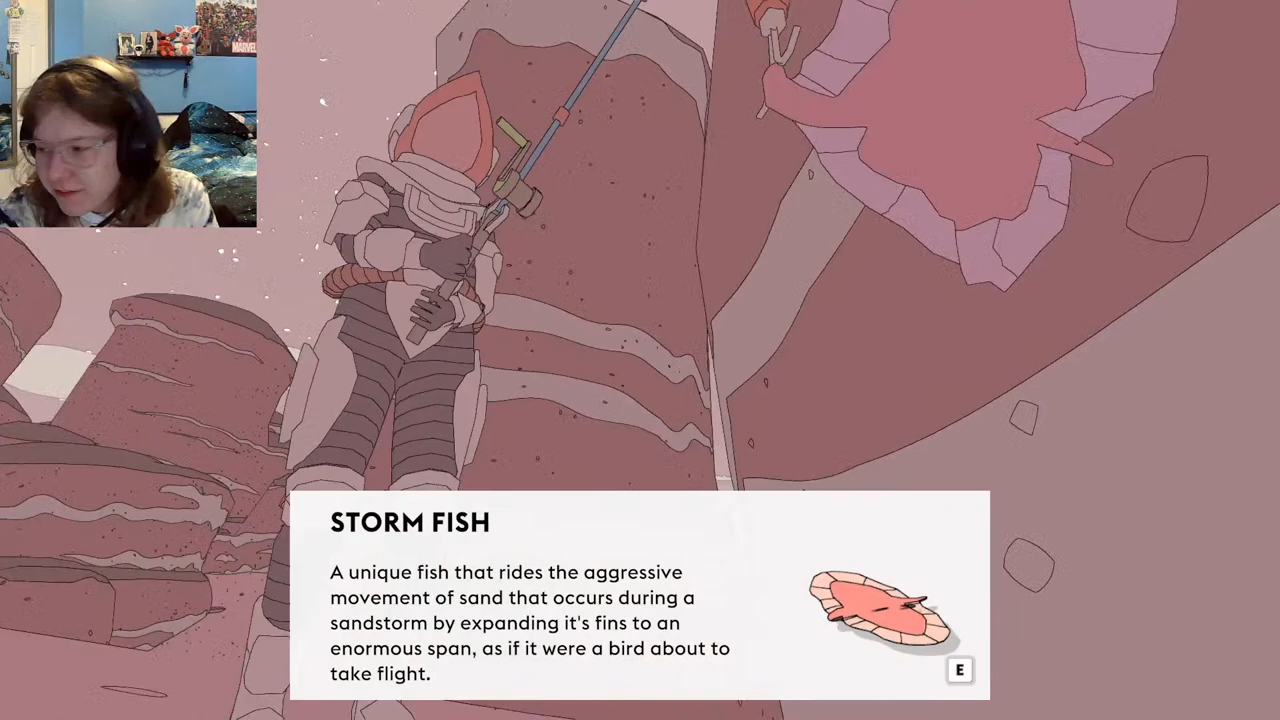 MARVEL
STORM FISH
A unique fish that rides the aggressive
movement of sand that occurs during a
sandstorm by expanding it's fins to an
enormous span, as if it were a bird about to
take flight.
E